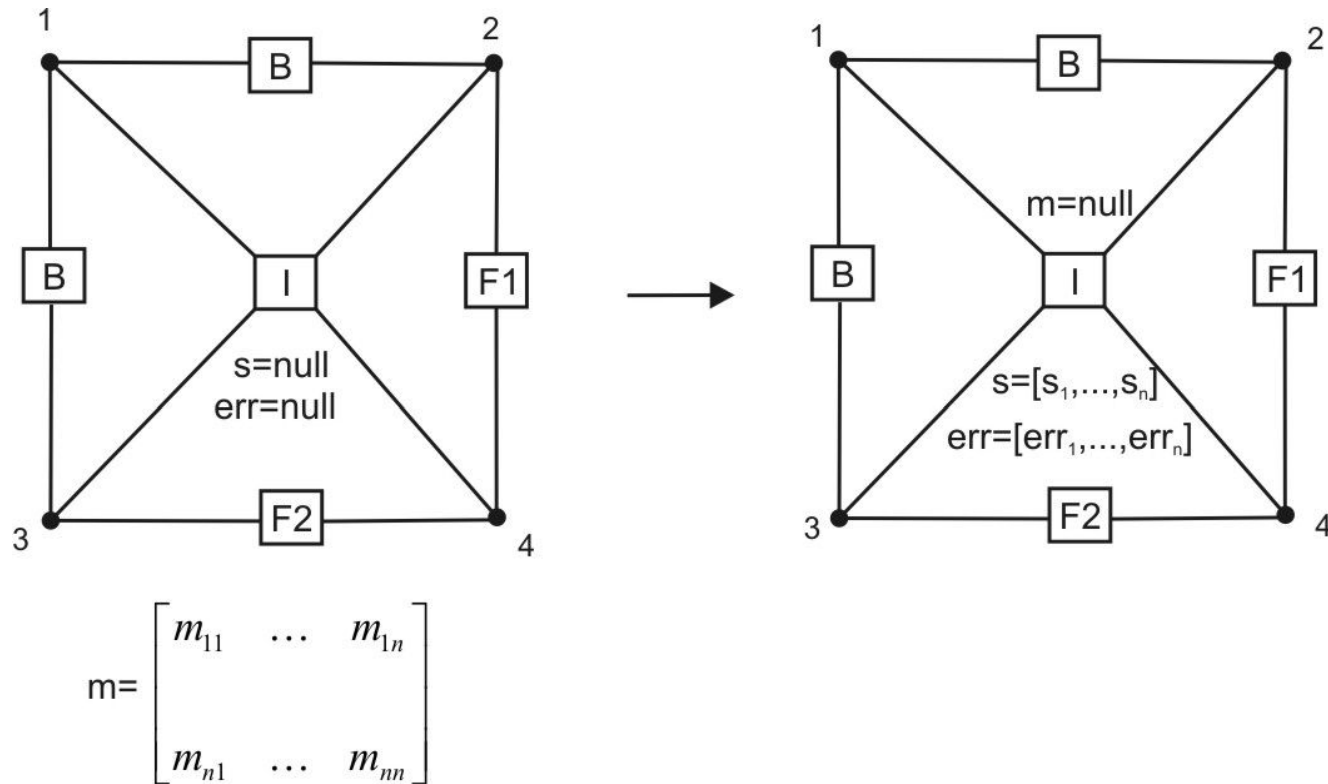 1 2
B
B
I
F1
s=null
err=null
3
F2
4
m= [m₁₁ … m₁ₙ
mₙ₁ … mₙₙ]
1 2
B
m=null
B
I
F1
s=[s₁,...,sₙ]
err=[err₁,...,errₙ]
3
F2
4